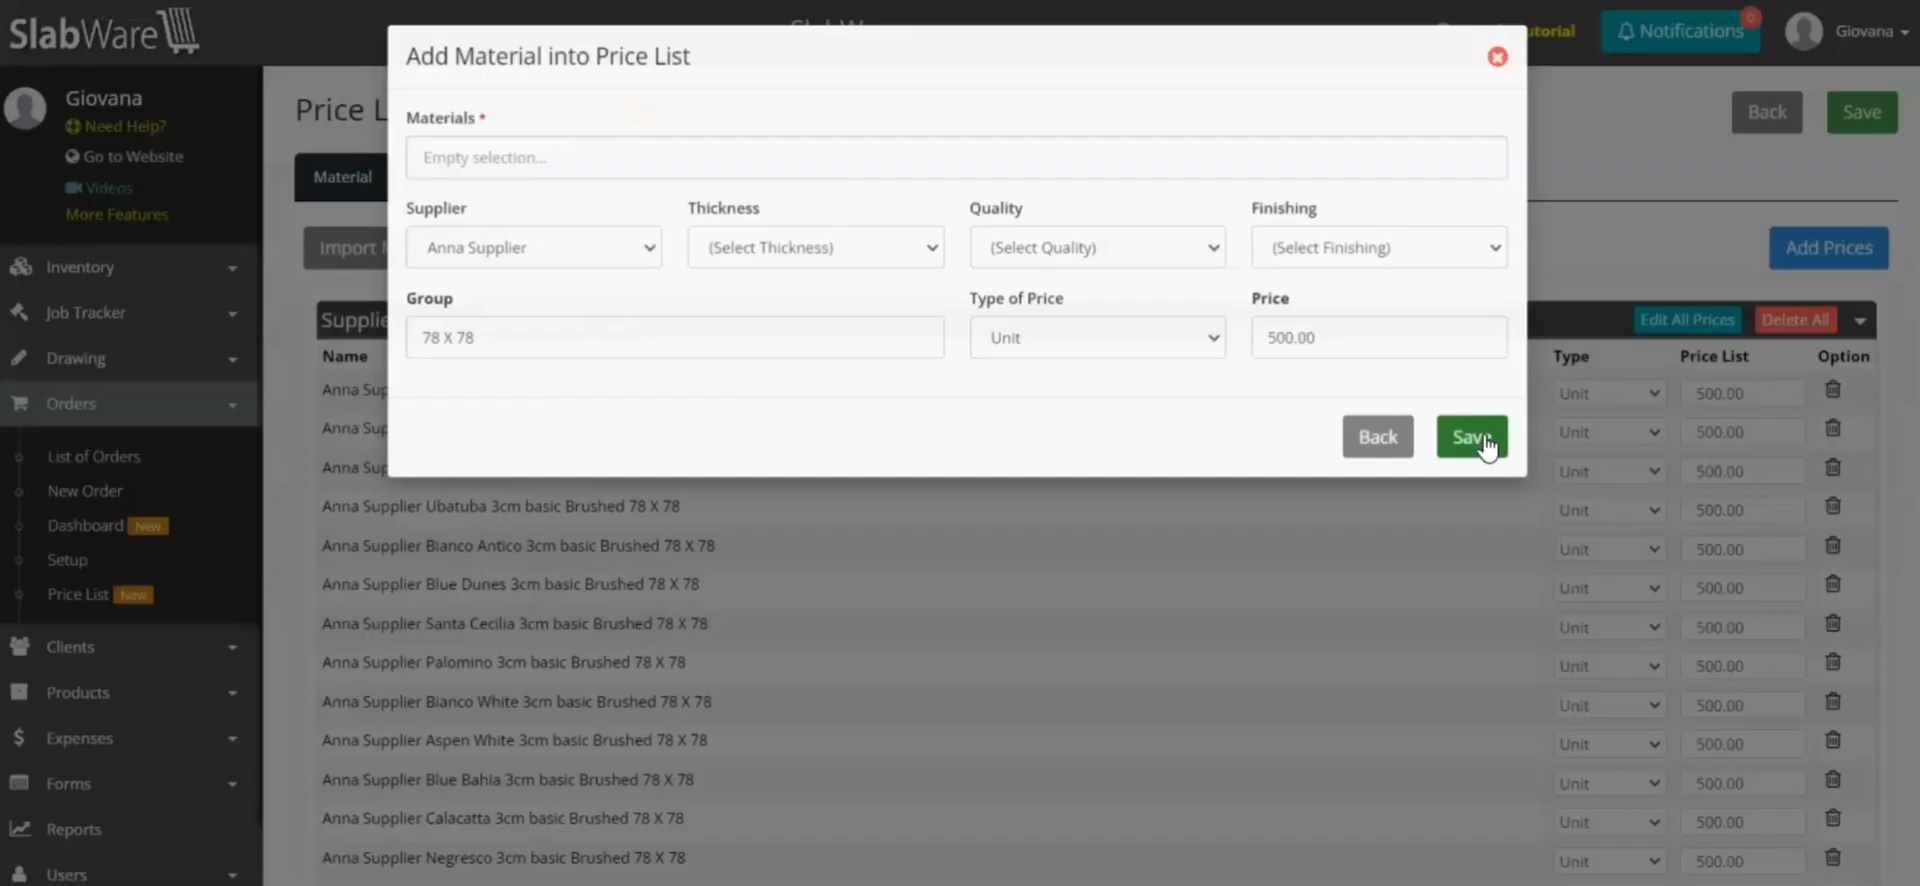 SlabWare
utorial
Notifications
0
Giovana
Giovana
Need Help?
Go to Website
Videos
More Features
Inventory
Job Tracker
Drawing
Orders
List of Orders
New Order
Dashboard New
Setup
Price List New
Clients
Products
Expenses
Forms
Reports
Users
Price L
Back
Save
Material
Import
Add Prices
Supplie
Edit All Prices
Delete All
Name
Type
Price List
Option
Anna Sup
Unit
500.00
Anna Sup
Unit
500.00
Anna Sup
Unit
500.00
Anna Supplier Ubatuba 3cm basic Brushed 78 X 78
Unit
500.00
Anna Supplier Bianco Antico 3cm basic Brushed 78 X 78
Unit
500.00
Anna Supplier Blue Dunes 3cm basic Brushed 78 X 78
Unit
500.00
Anna Supplier Santa Cecilia 3cm basic Brushed 78 X 78
Unit
500.00
Anna Supplier Palomino 3cm basic Brushed 78 X 78
Unit
500.00
Anna Supplier Bianco White 3cm basic Brushed 78 X 78
Unit
500.00
Anna Supplier Aspen White 3cm basic Brushed 78 X 78
Unit
500.00
Anna Supplier Blue Bahia 3cm basic Brushed 78 X 78
Unit
500.00
Anna Supplier Calacatta 3cm basic Brushed 78 X 78
Unit
500.00
Anna Supplier Negresco 3cm basic Brushed 78 X 78
Unit
500.00
Add Material into Price List
Materials *
Empty selection...
Supplier
Thickness
Quality
Finishing
Anna Supplier
(Select Thickness)
(Select Quality)
(Select Finishing)
Group
Type of Price
Price
78 X 78
Unit
500.00
Back
Save